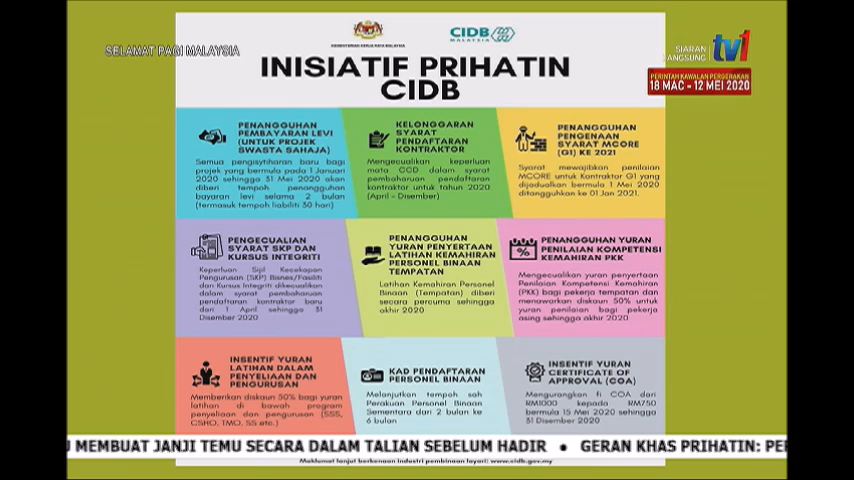 SELAMAT PAGI MALAYSIA
KEMENTERIAN KERJA RAYA MALAYSIA
CIDB
MALAYSIA
SIARAN
LANGSUNG
tv1
PERINTAH KAWALAN PERGERAKAN
18 MAC - 12 MEI 2020
INISIATIF PRIHATIN
CIDB
PENANGGUHAN
PEMBAYARAN LEVI
(UNTUK PROJEK
SWASTA SAHAJA)
Semua pengisytiharan baru bagi
projek yang bermula pada 1 Januari
2020 sehingga 31 Mei 2020 akan
diberi tempoh penangguhan
bayaran levi selama 2 bulan
(termasuk tempoh liabiliti 30 hari)
KELONGGARAN
SYARAT
PENDAFTARAN
KONTRAKTOR
Mengecualikan keperluan
mata CCD dalam syarat
pembaharuan pendaftaran
kontraktor untuk tahun 2020
(April - Disember)
PENANGGUHAN
PENGENAAN
SYARAT MCORE
(G1) KE 2021
Syarat mewajibkan penilaian
MCORE untuk Kontraktor G1 yang
dijadualkan bermula 1 Mei 2020
ditangguhkan ke 01 Jan 2021.
PENGECUALIAN
SYARAT SKP DAN
KURSUS INTEGRITI
Keperluan Sijil Kecekapan
Pengurusan (SKP) Bisnes/Fasiliti
dan Kursus Integriti dikecualikan
dalam syarat pembaharuan
pendaftaran kontraktor baru
dari 1 April sehingga 31
Disember 2020
PENANGGUHAN
YURAN PENYERTAAN
LATIHAN KEMAHIRAN
PERSONEL BINAAN
TEMPATAN
Latihan Kemahiran Personel
Binaan (Tempatan) diberi
secara percuma sehingga
akhir 2020
PENANGGUHAN YURAN
PENILAIAN KOMPETENSI
KEMAHIRAN PKK
Mengecualikan yuran penyertaan
Penilaian Kompetensi Kemahiran
(PKK) bagi pekerja tempatan dan
menawarkan diskaun 50% untuk
yuran penilaian bagi pekerja
asing sehingga akhir 2020
INSENTIF YURAN
LATIHAN DALAM
PENYELIAAN DAN
PENGURUSAN
Memberikan diskaun 50% bagi yuran
latihan di bawah program
penyeliaan dan pengurusan (SSS,
CSHO, TMO, SS etc.)
KAD PENDAFTARAN
PERSONEL BINAAN
Melanjutkan tempoh sah
Perakuan Personel Binaan
Sementara dari 2 bulan ke
6 bulan
INSENTIF YURAN
CERTIFICATE OF
APPROVAL (COA)
Mengurangkan fi COA dari
RM1000 kepada RM750
bermula 15 Mei 2020 sehingga
31 Disember 2020
U MEMBUAT JANJI TEMU SECARA DALAM TALIAN SEBELUM HADIR • GERAN KHAS PRIHATIN: PER
Maklumat lanjut berkenaan industri pembinaan layari: www.cidb.gov.my